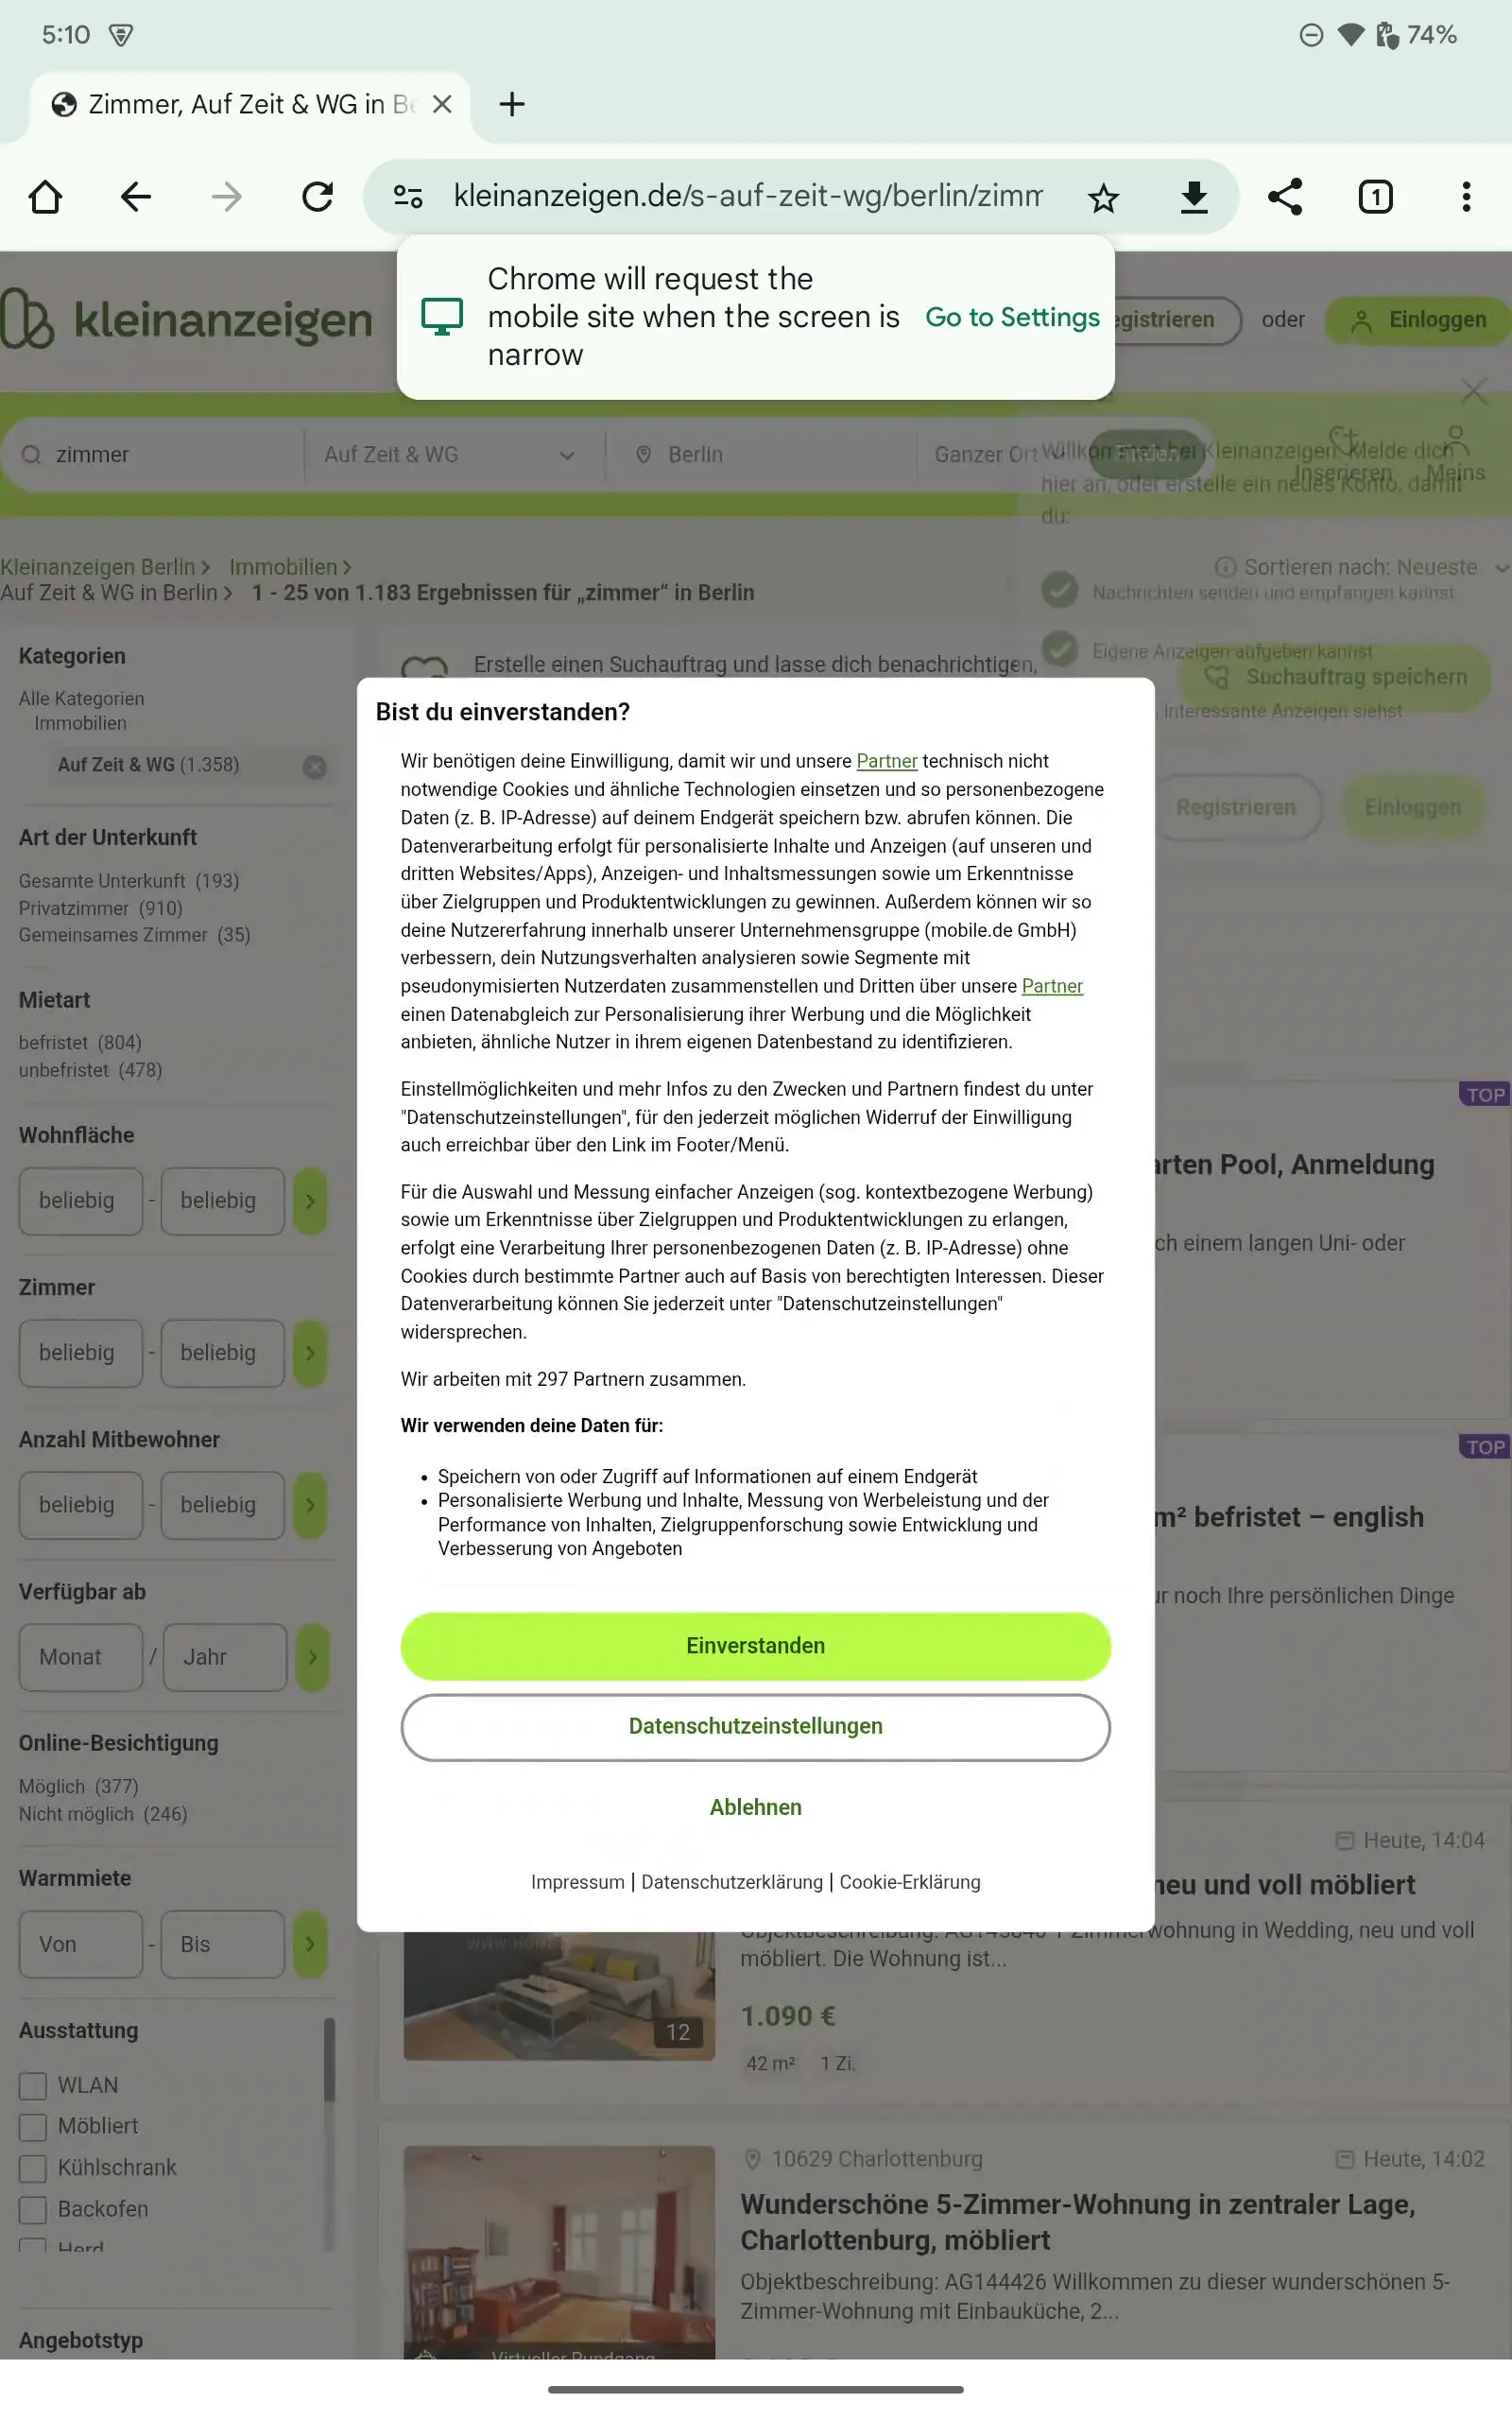 5:10
74%
Zimmer, Auf Zeit & WG in Be
kleinanzeigen.de/s-auf-zeit-wg/berlin/zimm
1
Chrome will request the
mobile site when the screen is
narrow
Go to Settings
kleinanzeigen
egistrieren
oder
Einloggen
zimmer
Auf Zeit & WG
Berlin
Ganzer Ort
Finden
Inserieren
Meins
Willkommen bei Kleinanzeigen. Melde dich
hier an, oder erstelle ein neues Konto, damit
du:
Kleinanzeigen Berlin
Immobilien
Auf Zeit & WG in Berlin
1 - 25 von 1.183 Ergebnissen für „zimmer“ in Berlin
Sortieren nach: Neueste
Nachrichten senden und empfangen kannst
Eigene Anzeigen aufgeben kannst
interessante Anzeigen siehst
Registrieren
Einloggen
Erstelle einen Suchauftrag und lasse dich benachrichtigen,
Suchauftrag speichern
Kategorien
Alle Kategorien
Immobilien
Auf Zeit & WG (1.358)
Art der Unterkunft
Gesamte Unterkunft (193)
Privatzimmer (910)
Gemeinsames Zimmer (35)
Mietart
befristet (804)
unbefristet (478)
Wohnfläche
beliebig - beliebig
Zimmer
beliebig - beliebig
Anzahl Mitbewohner
beliebig - beliebig
Verfügbar ab
Monat / Jahr
Online-Besichtigung
Möglich (377)
Nicht möglich (246)
Warmmiete
Von - Bis
Ausstattung
WLAN
Möbliert
Kühlschrank
Backofen
Herd
Angebotstyp
Bist du einverstanden?
Wir benötigen deine Einwilligung, damit wir und unsere Partner technisch nicht
notwendige Cookies und ähnliche Technologien einsetzen und so personenbezogene
Daten (z. B. IP-Adresse) auf deinem Endgerät speichern bzw. abrufen können. Die
Datenverarbeitung erfolgt für personalisierte Inhalte und Anzeigen (auf unseren und
dritten Websites/Apps), Anzeigen- und Inhaltsmessungen sowie um Erkenntnisse
über Zielgruppen und Produktentwicklungen zu gewinnen. Außerdem können wir so
deine Nutzererfahrung innerhalb unserer Unternehmensgruppe (mobile.de GmbH)
verbessern, dein Nutzungsverhalten analysieren sowie Segmente mit
pseudonymisierten Nutzerdaten zusammenstellen und Dritten über unsere Partner
einen Datenabgleich zur Personalisierung ihrer Werbung und die Möglichkeit
anbieten, ähnliche Nutzer in ihrem eigenen Datenbestand zu identifizieren.
Einstellmöglichkeiten und mehr Infos zu den Zwecken und Partnern findest du unter
"Datenschutzeinstellungen", für den jederzeit möglichen Widerruf der Einwilligung
auch erreichbar über den Link im Footer/Menü.
Für die Auswahl und Messung einfacher Anzeigen (sog. kontextbezogene Werbung)
sowie um Erkenntnisse über Zielgruppen und Produktentwicklungen zu erlangen,
erfolgt eine Verarbeitung Ihrer personenbezogenen Daten (z. B. IP-Adresse) ohne
Cookies durch bestimmte Partner auch auf Basis von berechtigten Interessen. Dieser
Datenverarbeitung können Sie jederzeit unter "Datenschutzeinstellungen"
widersprechen.
Wir arbeiten mit 297 Partnern zusammen.
Wir verwenden deine Daten für:
• Speichern von oder Zugriff auf Informationen auf einem Endgerät
• Personalisierte Werbung und Inhalte, Messung von Werbeleistung und der
Performance von Inhalten, Zielgruppenforschung sowie Entwicklung und
Verbesserung von Angeboten
Einverstanden
Datenschutzeinstellungen
Ablehnen
Impressum | Datenschutzerklärung | Cookie-Erklärung
TOP
arten Pool, Anmeldung
ch einem langen Uni- oder
TOP
m² befristet – english
ur noch Ihre persönlichen Dinge
Heute, 14:04
neu und voll möbliert
Objektbeschreibung: AG145640 1 Zimmerwohnung in Wedding, neu und voll
möbliert. Die Wohnung ist...
1.090 €
42 m²
1 Zi.
12
10629 Charlottenburg
Heute, 14:02
Wunderschöne 5-Zimmer-Wohnung in zentraler Lage,
Charlottenburg, möbliert
Objektbeschreibung: AG144426 Willkommen zu dieser wunderschönen 5-
Zimmer-Wohnung mit Einbauküche, 2...
Virtueller Rundgang